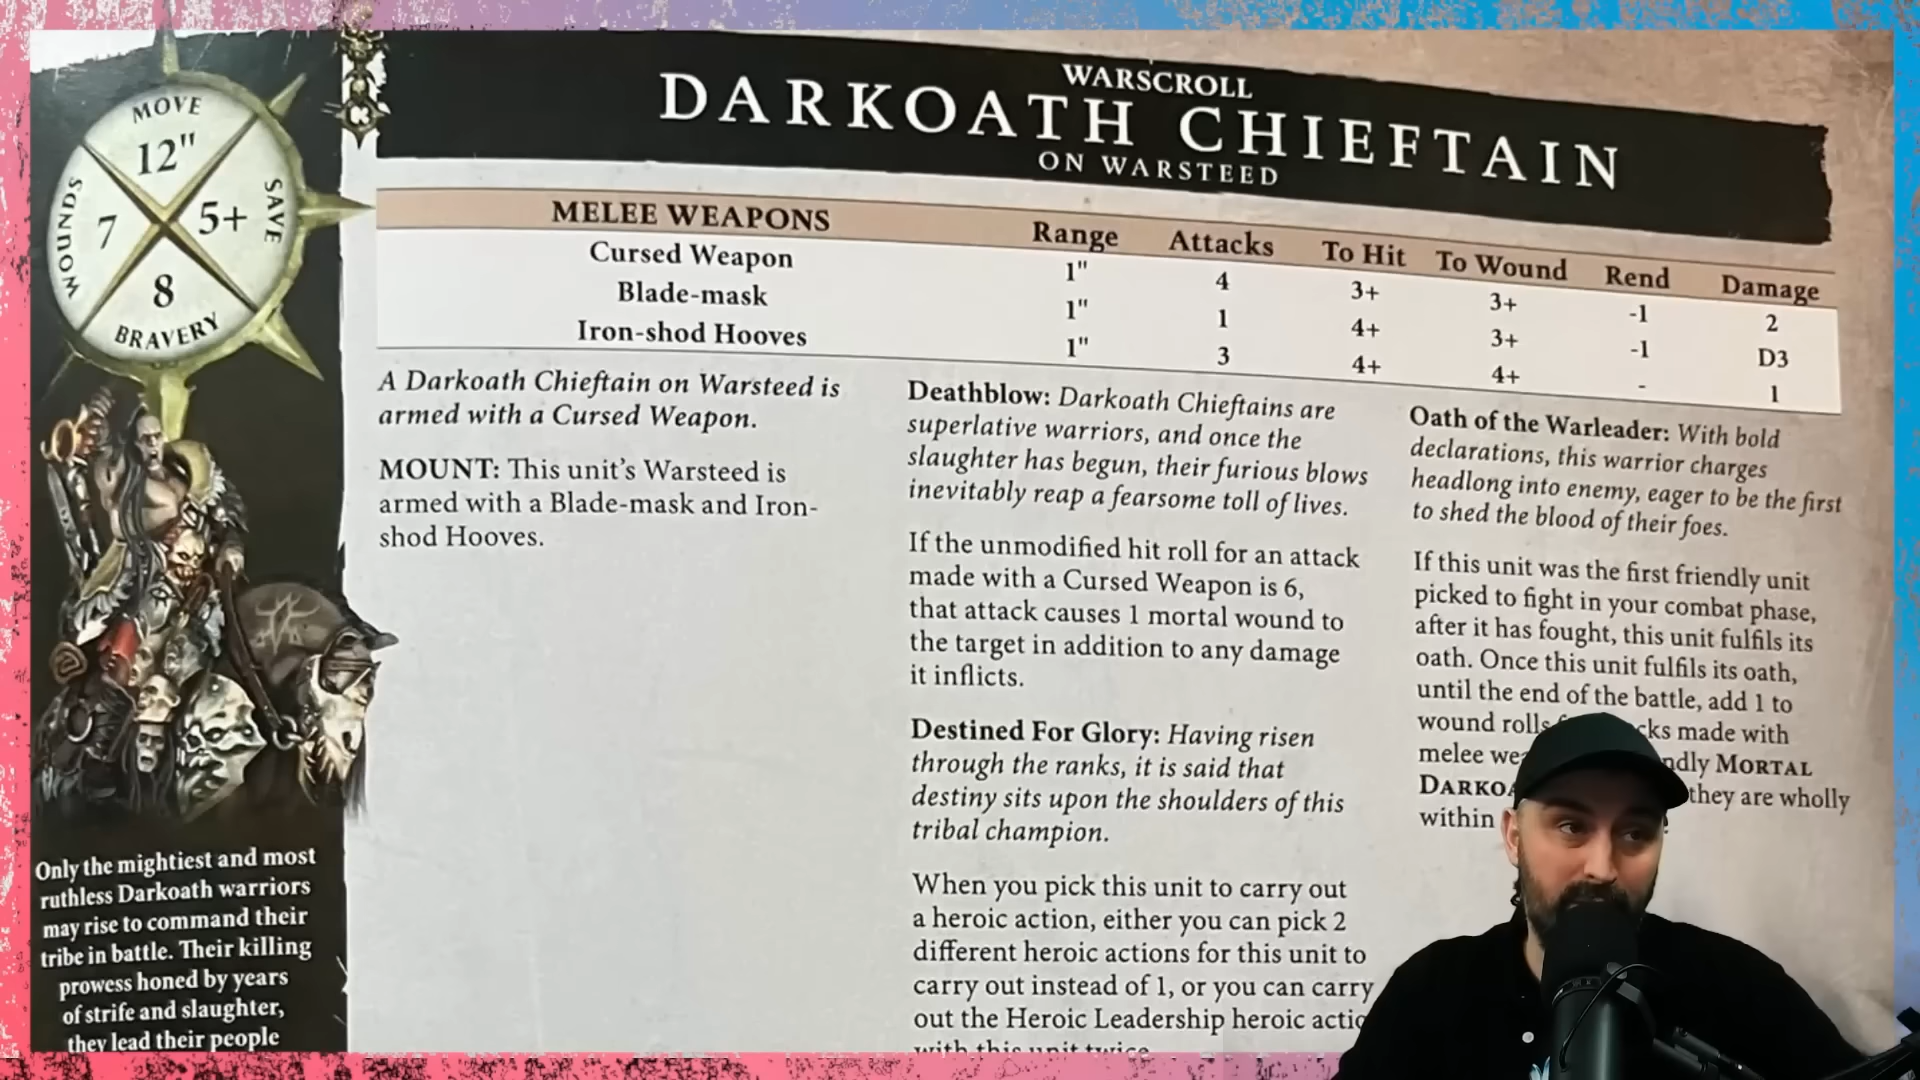 MOVE
12"
WOUNDS
7
5+
SAVE
8
BRAVERY
WARSCROLL
DARKOATH CHIEFTAIN
ON WARSTEED
MELEE WEAPONS Range Attacks To Hit To Wound Rend Damage
Cursed Weapon 1" 4 3+ 3+ -1 2
Blade-mask 1" 1 4+ 3+ -1 D3
Iron-shod Hooves 1" 3 4+ 4+ - 1
A Darkoath Chieftain on Warsteed is
armed with a Cursed Weapon.
MOUNT: This unit's Warsteed is
armed with a Blade-mask and Iron-
shod Hooves.
Deathblow: Darkoath Chieftains are
superlative warriors, and once the
slaughter has begun, their furious blows
inevitably reap a fearsome toll of lives.
If the unmodified hit roll for an attack
made with a Cursed Weapon is 6,
that attack causes 1 mortal wound to
the target in addition to any damage
it inflicts.
Destined For Glory: Having risen
through the ranks, it is said that
destiny sits upon the shoulders of this
tribal champion.
When you pick this unit to carry out
a heroic action, either you can pick 2
different heroic actions for this unit to
carry out instead of 1, or you can carry
out the Heroic Leadership heroic
with this unit twice
Oath of the Warleader: With bold
declarations, this warrior charges
headlong into enemy, eager to be the first
to shed the blood of their foes.
If this unit was the first friendly unit
picked to fight in your combat phase,
after it has fought, this unit fulfils its
oath. Once this unit fulfils its oath,
until the end of the battle, add 1 to
wound rolls made with
melee MORTAL
they are wholly
within
Only the mightiest and most
ruthless Darkoath warriors
may rise to command their
tribe in battle. Their killing
prowess honed by years
of strife and slaughter,
they lead their people